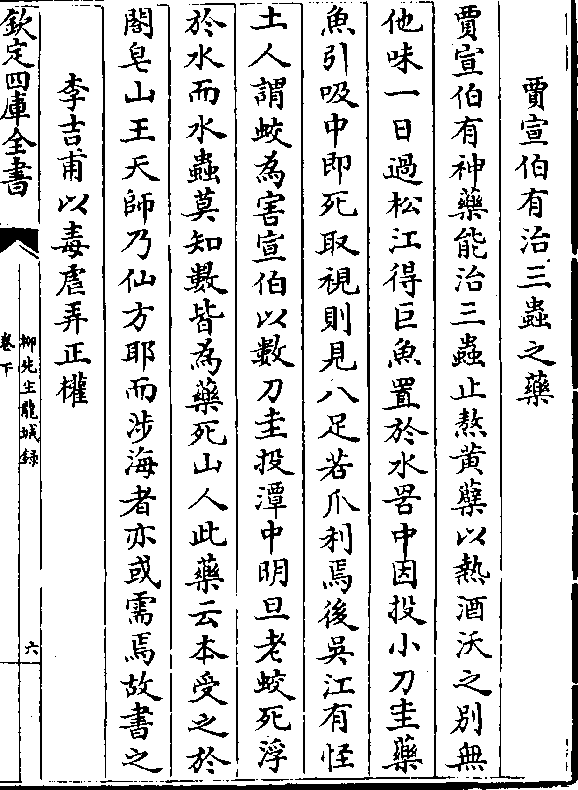 賈宣伯有治三蟲之藥
賈宣伯有神藥能治三蟲止熬黄蘗以熱酒沃之别無
他味一日過松江得巨魚置於水罟中因投小刀圭藥
魚引吸中即死取視則見八足若爪利焉後吳江有怪
土人謂蛟為害宣伯以數刀圭投潭中明旦老蛟死浮
於水而水蟲莫知數皆為藥死山人此藥云本受之於
閤皂山王天師乃仙方耶而涉海者亦或需焉故書之
李吉甫以毒虐弄正權
欽定四庫全書
柳先生龍城録
卷下
六